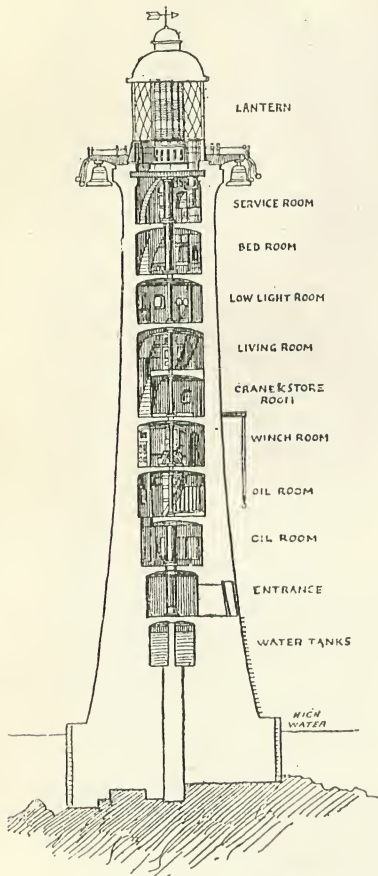 LANTERN
SERVICE ROOM
BED ROOM
LOW LIGHT ROOM
LIVING ROOM
CRANE & STORE
ROOM
WINCH ROOM
OIL ROOM
OIL ROOM
ENTRANCE
WATER TANKS
HIGH
WATER